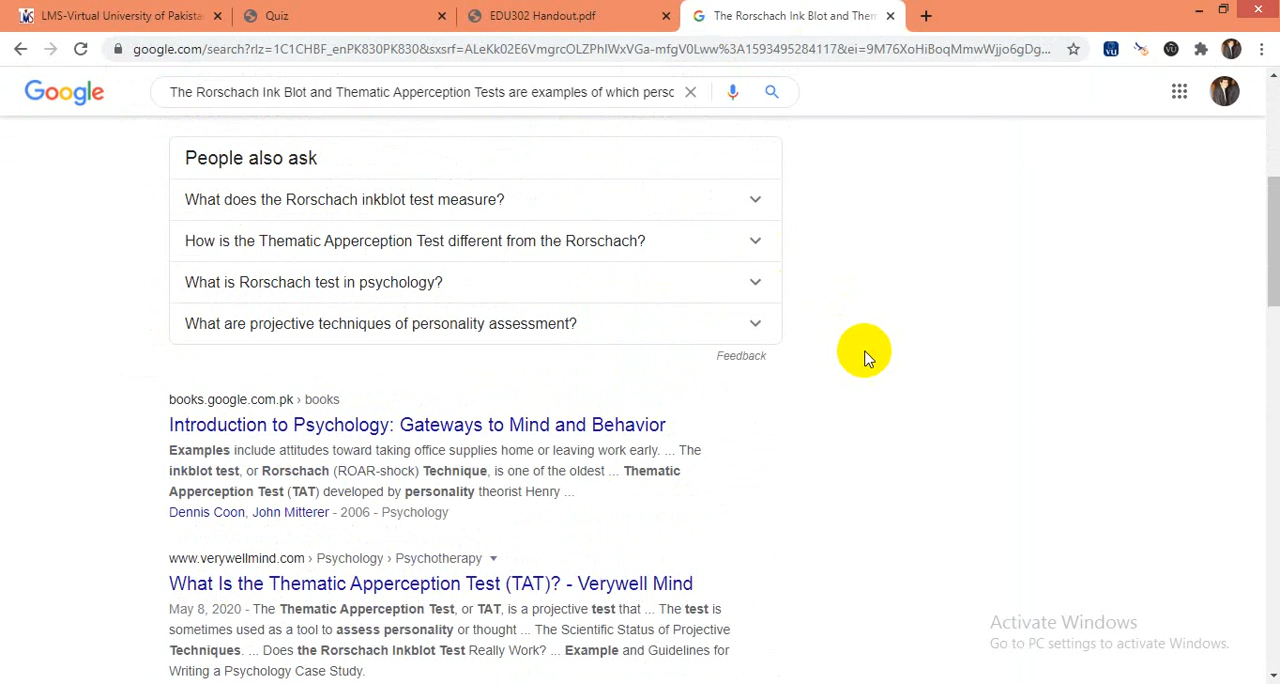 LMS-Virtual University of Pakista
Quiz
EDU302 Handout.pdf
The Rorschach Ink Blot and Them
google.com/search?rlz=1C1CHBF_enPK830PK830&sxsrf=ALeKk02E6VmgrcOLZPhIWxVGa-mfgV0Lww%3A1593495284117&ei=9M76XoHiBoqMmwWjjo6gDg...
Google
The Rorschach Ink Blot and Thematic Apperception Tests are examples of which perso
People also ask
What does the Rorschach inkblot test measure?
How is the Thematic Apperception Test different from the Rorschach?
What is Rorschach test in psychology?
What are projective techniques of personality assessment?
Feedback
books.google.com.pk › books
Introduction to Psychology: Gateways to Mind and Behavior
Examples include attitudes toward taking office supplies home or leaving work early. ... The
inkblot test, or Rorschach (ROAR-shock) Technique, is one of the oldest ... Thematic
Apperception Test (TAT) developed by personality theorist Henry ...
Dennis Coon, John Mitterer - 2006 - Psychology
www.verywellmind.com › Psychology › Psychotherapy
What Is the Thematic Apperception Test (TAT)? - Verywell Mind
May 8, 2020 - The Thematic Apperception Test, or TAT, is a projective test that ... The test is
sometimes used as a tool to assess personality or thought ... The Scientific Status of Projective
Techniques. ... Does the Rorschach Inkblot Test Really Work? ... Example and Guidelines for
Writing a Psychology Case Study.
Activate Windows
Go to PC settings to activate Windows.